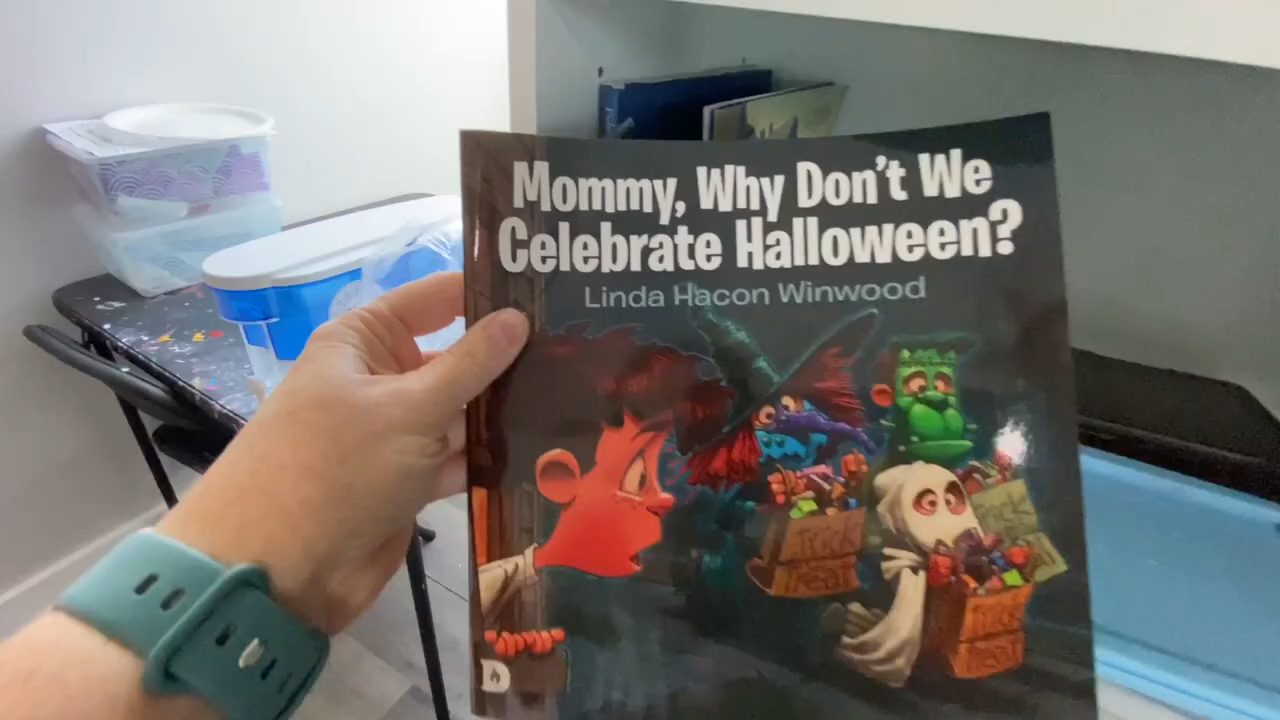 Mommy, Why Don't We
Celebrate Halloween?
Linda Hacon Winwood
Trick
Treat
Trick
Treat
D